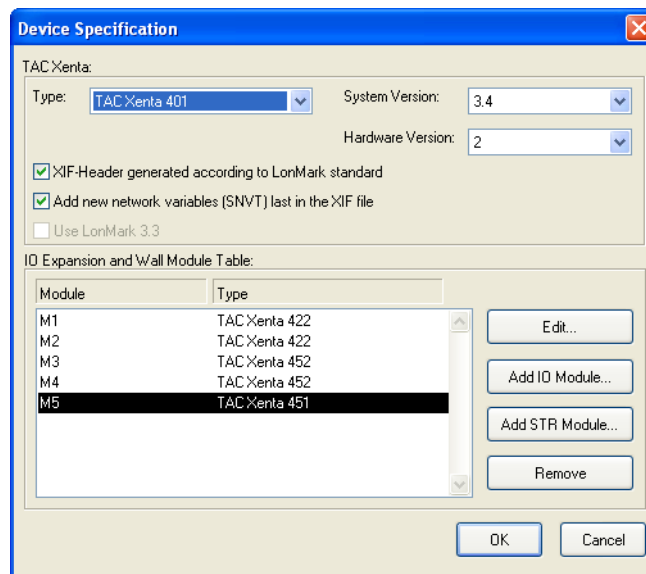 Device Specification
TAC Xenta:
Type: TAC Xenta 401 System Version: 3.4
Hardware Version: 2
XIF-Header generated according to LonMark standard
Add new network variables (SNVT) last in the XIF file
Use LonMark 3.3
IO Expansion and Wall Module Table:
Module Type
M1 TAC Xenta 422
M2 TAC Xenta 422
M3 TAC Xenta 452
M4 TAC Xenta 452
M5 TAC Xenta 451
Edit...
Add IO Module...
Add STR Module...
Remove
OK Cancel